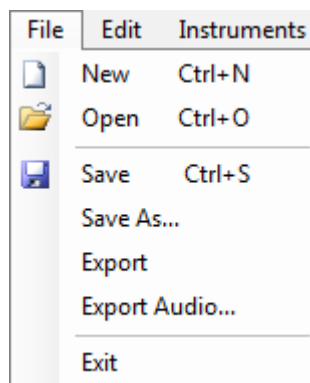 File Edit Instruments
New Ctrl+N
Open Ctrl+O
Save Ctrl+S
Save As...
Export
Export Audio...
Exit